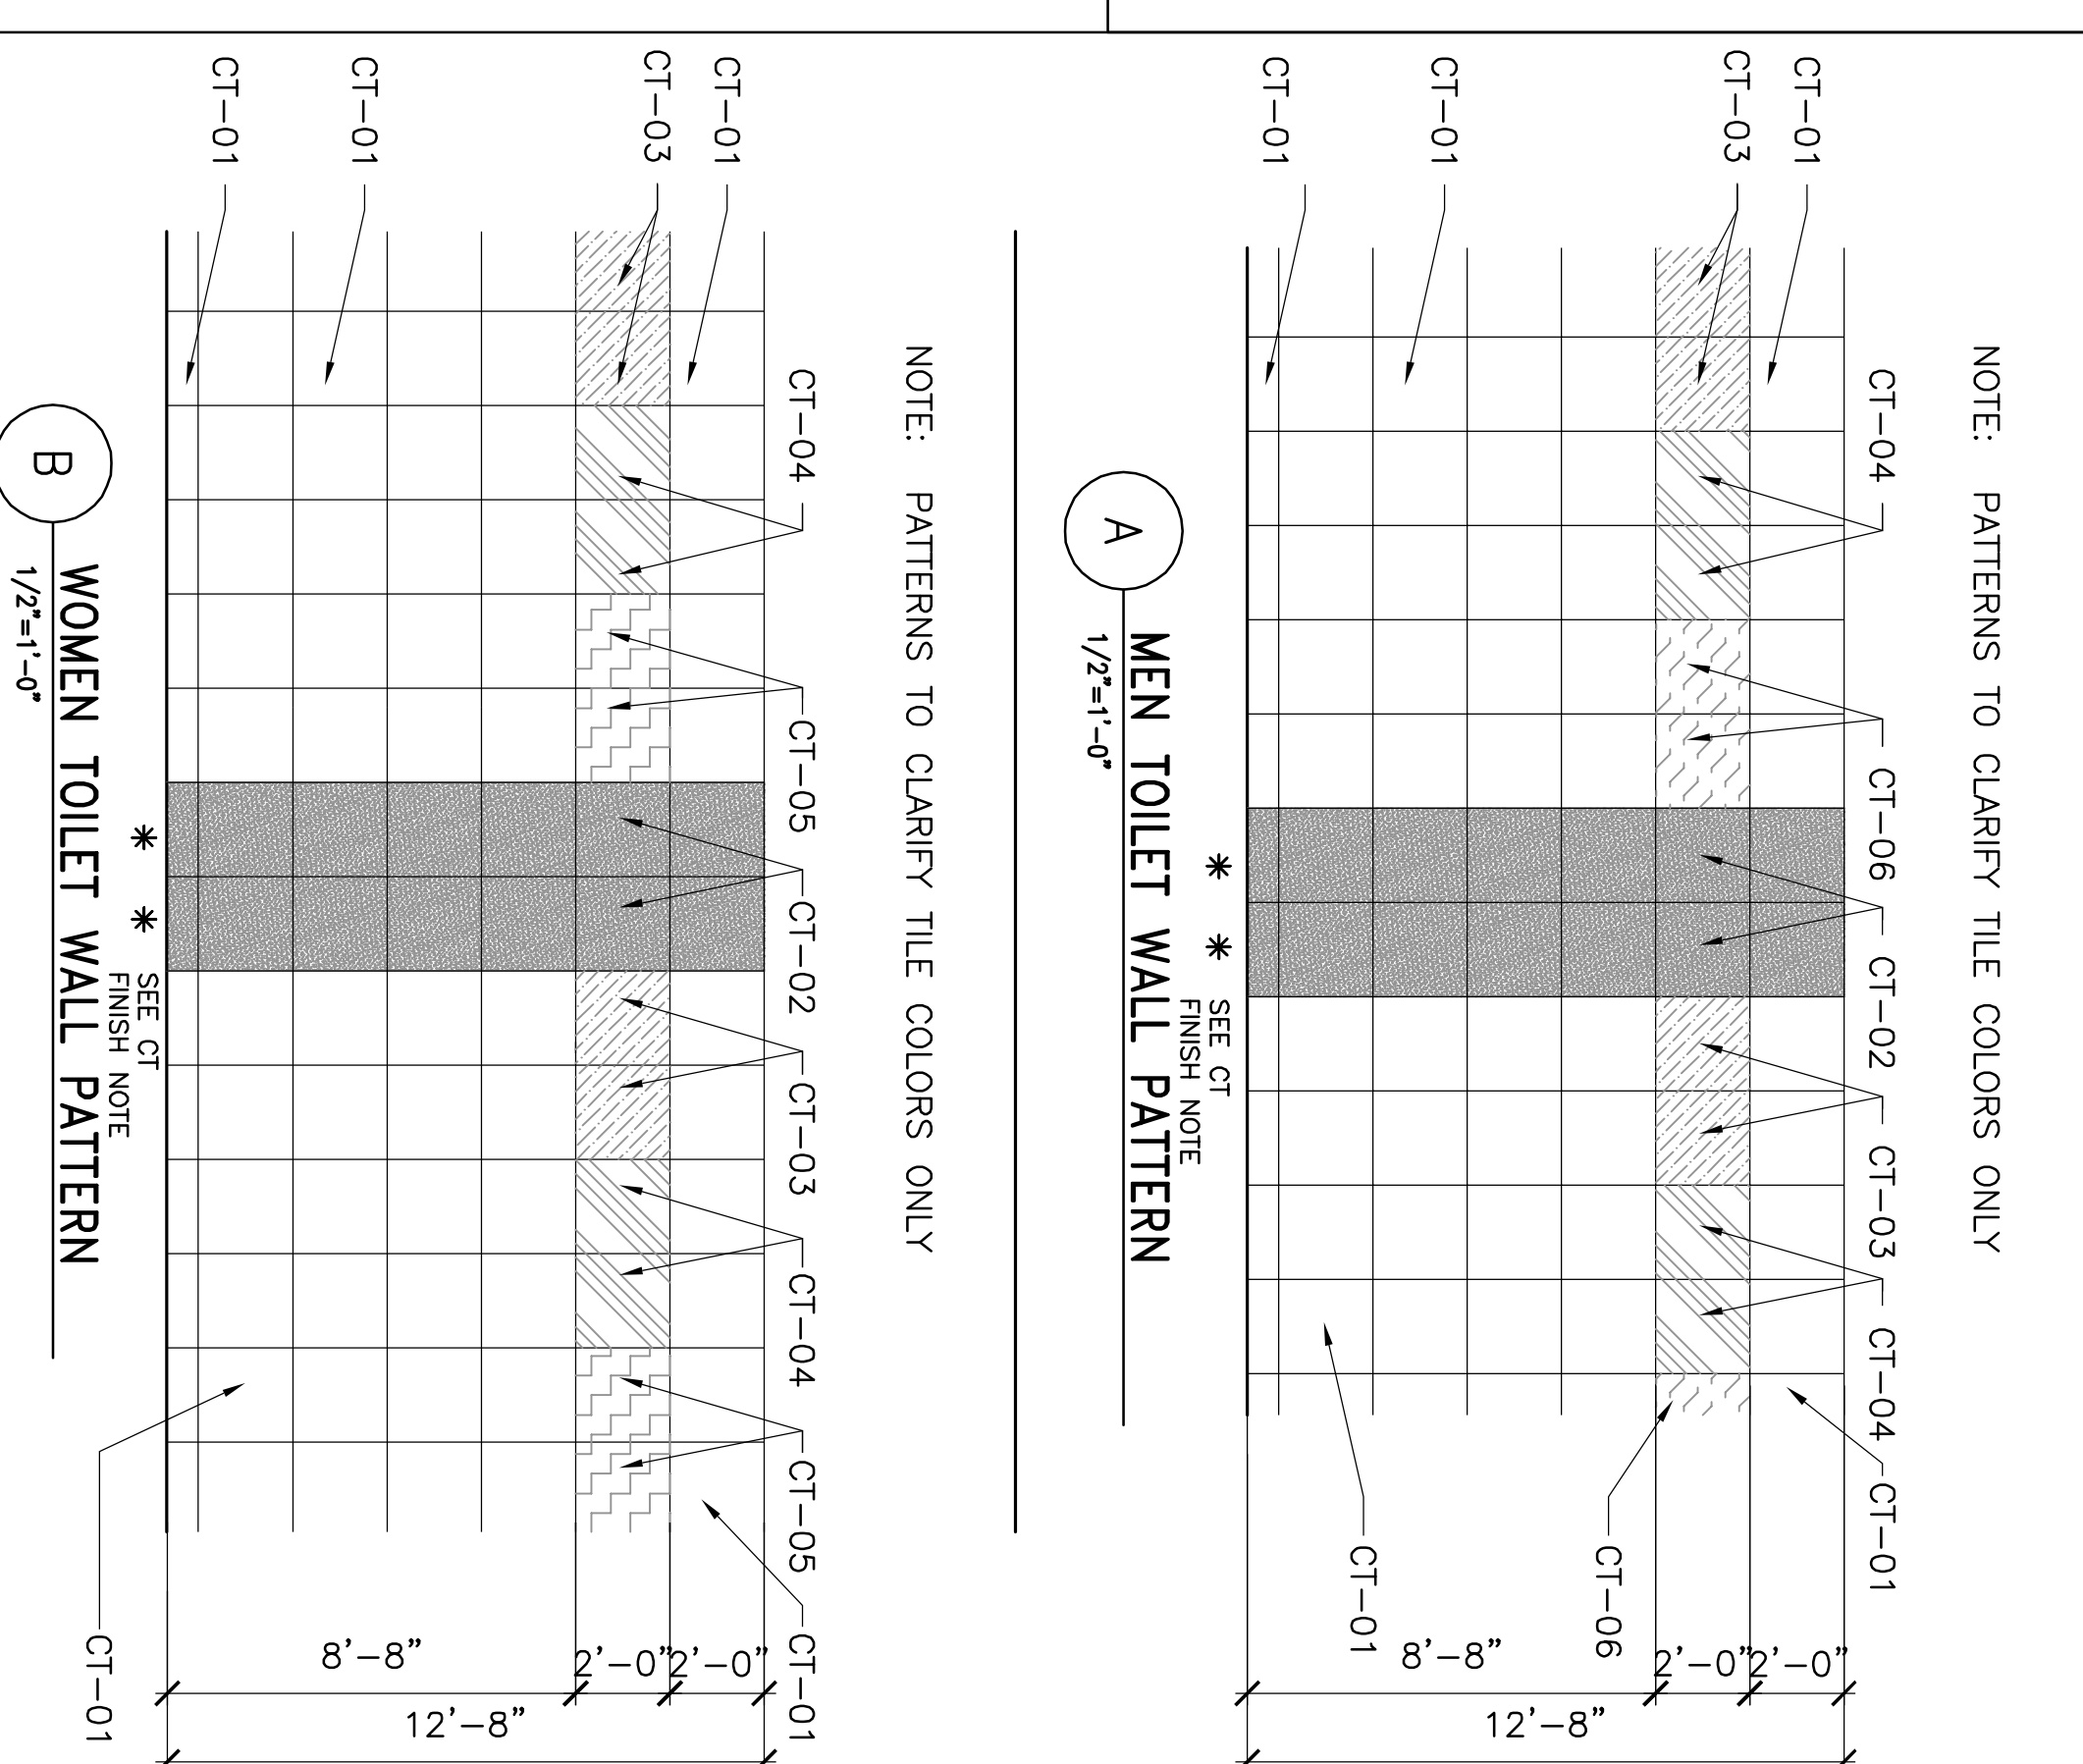 NOTE: PATTERNS TO CLARIFY TILE COLORS ONLY
CT-04
CT-06
CT-02
CT-03
CT-04
CT-01
CT-01
CT-03
CT-01
CT-01
CT-06
CT-01
2'-0"
2'-0"
8'-8"
12'-8"
* * SEE CT
FINISH NOTE
A
MEN TOILET WALL PATTERN
1/2"=1'-0"
NOTE: PATTERNS TO CLARIFY TILE COLORS ONLY
CT-04
CT-05
CT-02
CT-03
CT-04
CT-05
CT-01
CT-01
CT-03
CT-01
CT-01
CT-01
2'-0"
2'-0"
8'-8"
12'-8"
* * SEE CT
FINISH NOTE
B
WOMEN TOILET WALL PATTERN
1/2"=1'-0"